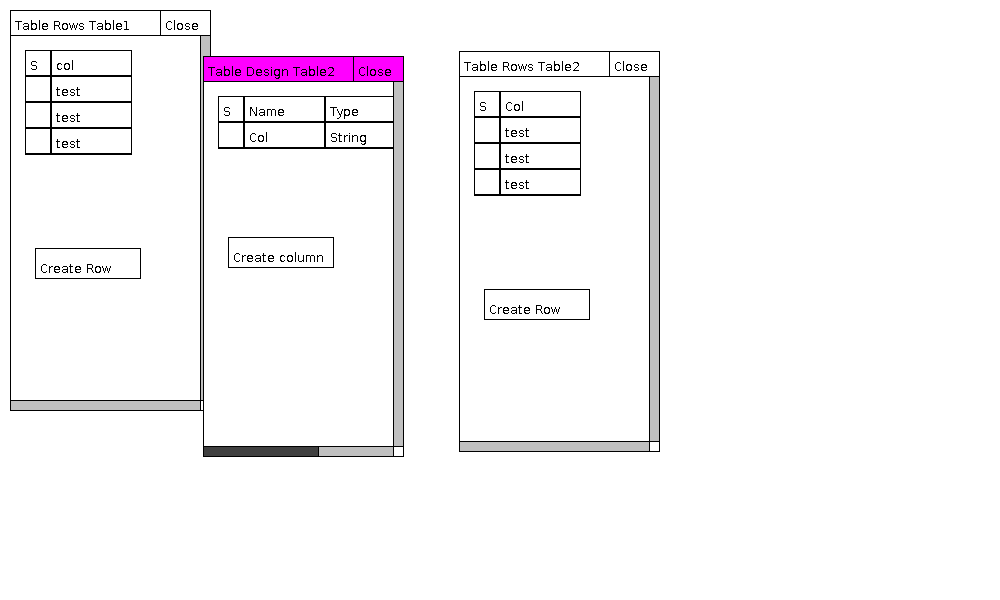 Table Rows Table1 Close
S col
test
test
test
Create Row
Table Design Table2 Close
S Name Type
Col String
Create column
Table Rows Table2 Close
S Col
test
test
test
Create Row